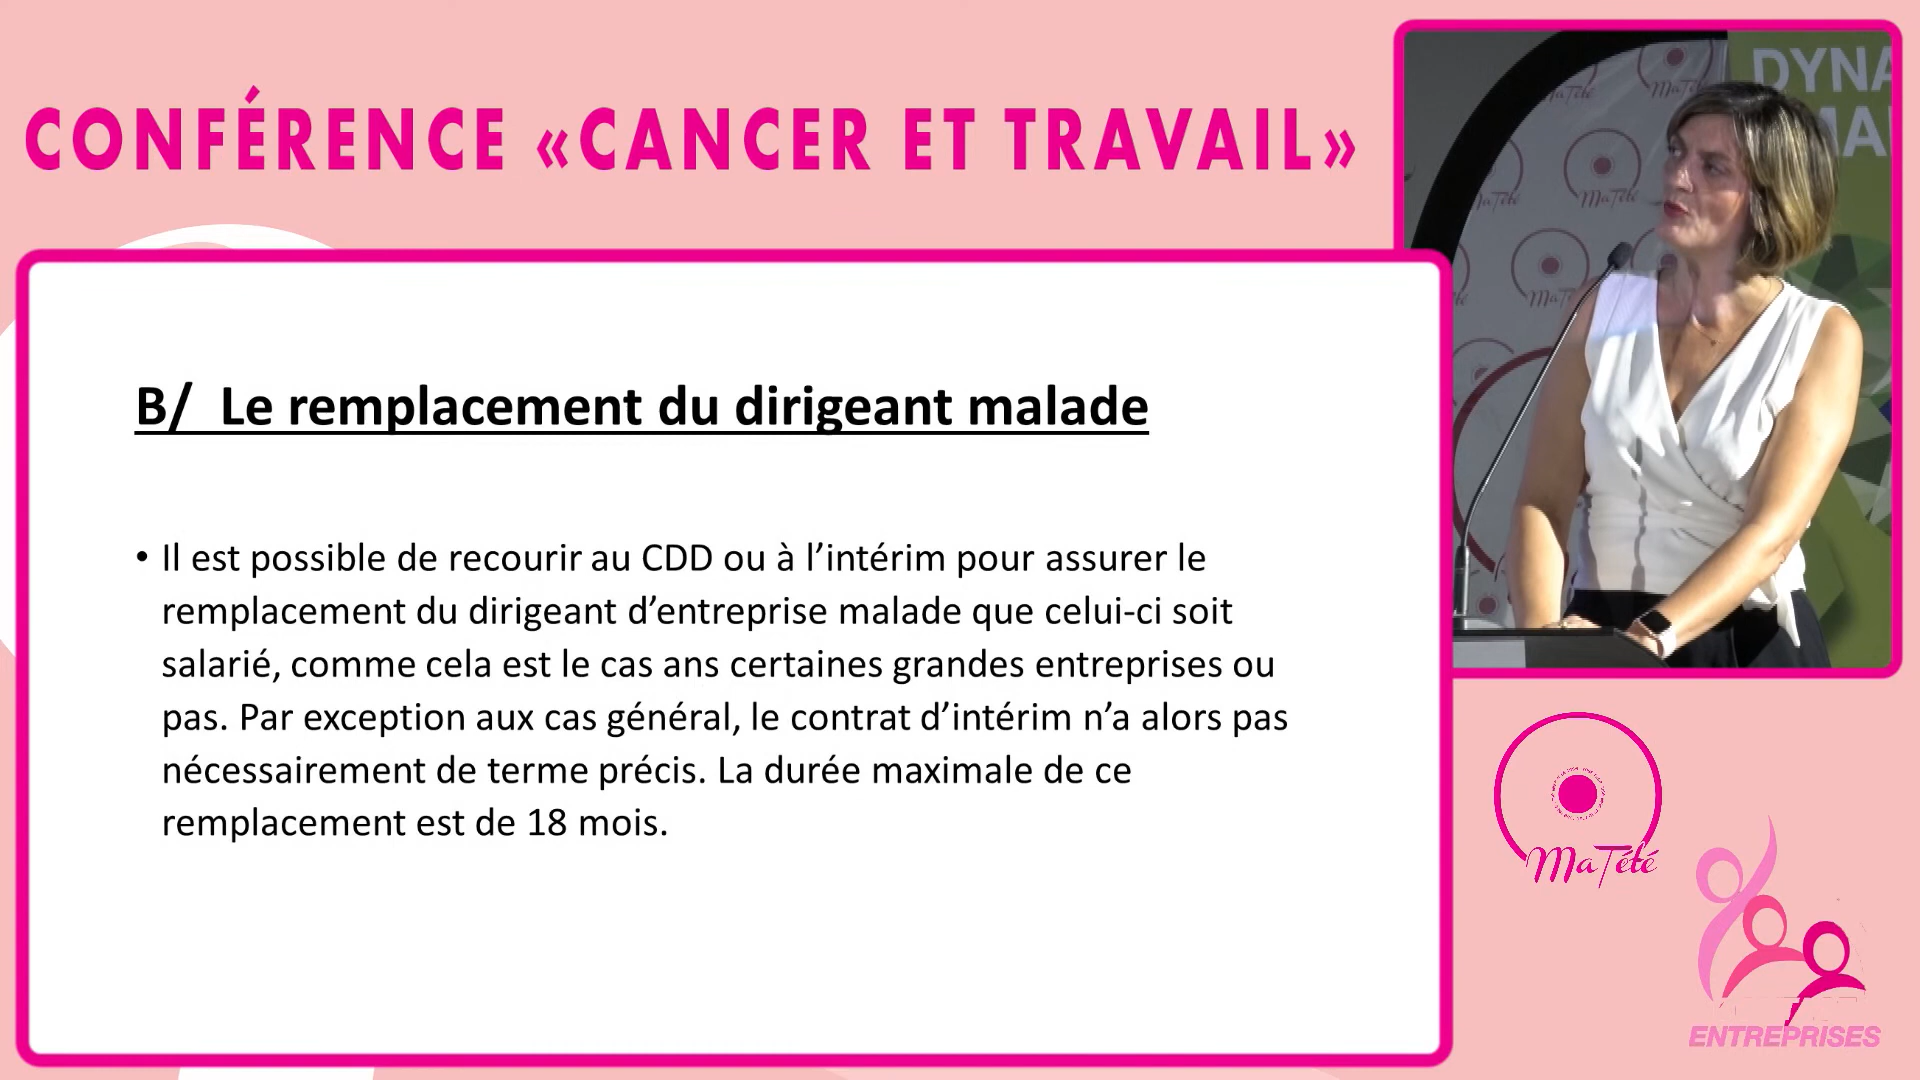 CONFÉRENCE «CANCER ET TRAVAIL»
DYNA
MA
MaTété
MaTété
B/ Le remplacement du dirigeant malade
• Il est possible de recourir au CDD ou à l’intérim pour assurer le
remplacement du dirigeant d’entreprise malade que celui-ci soit
salarié, comme cela est le cas ans certaines grandes entreprises ou
pas. Par exception aux cas général, le contrat d’intérim n’a alors pas
nécessairement de terme précis. La durée maximale de ce
remplacement est de 18 mois.
MaTété
ENTREPRISES